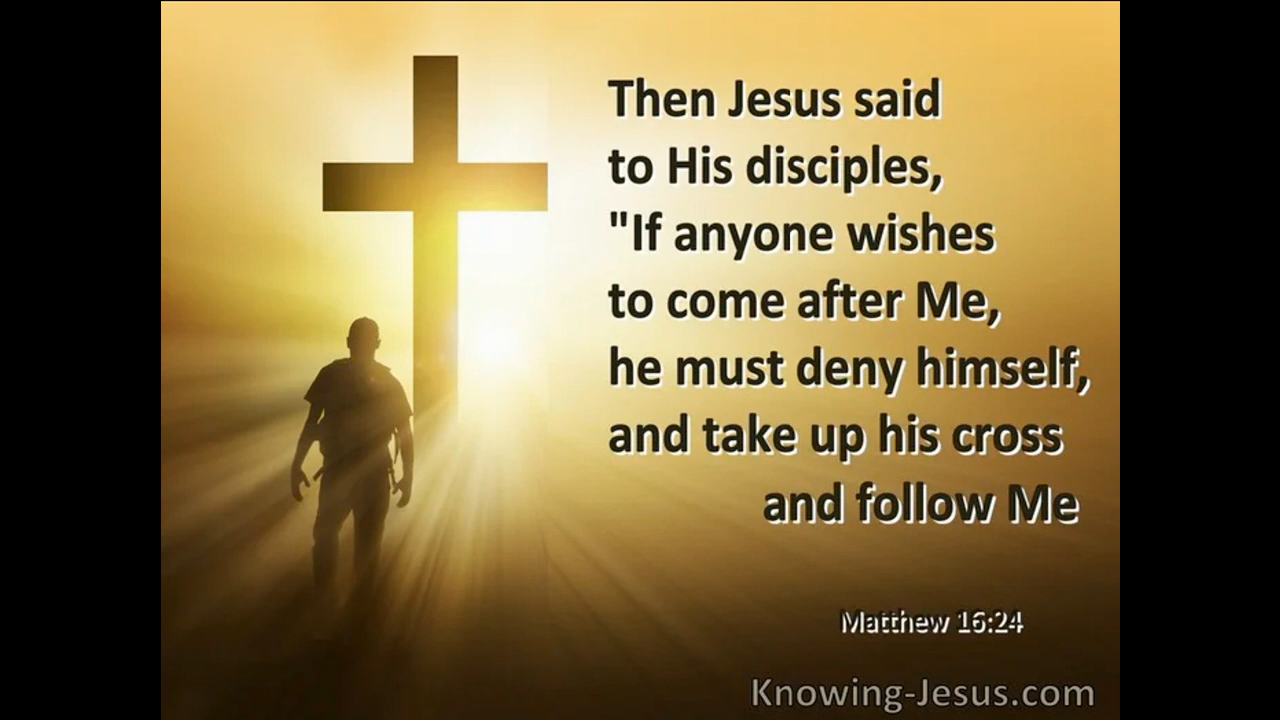 Then Jesus said
to His disciples,
"If anyone wishes
to come after Me,
he must deny himself,
and take up his cross
and follow Me
Matthew 16:24
Knowing-Jesus.com